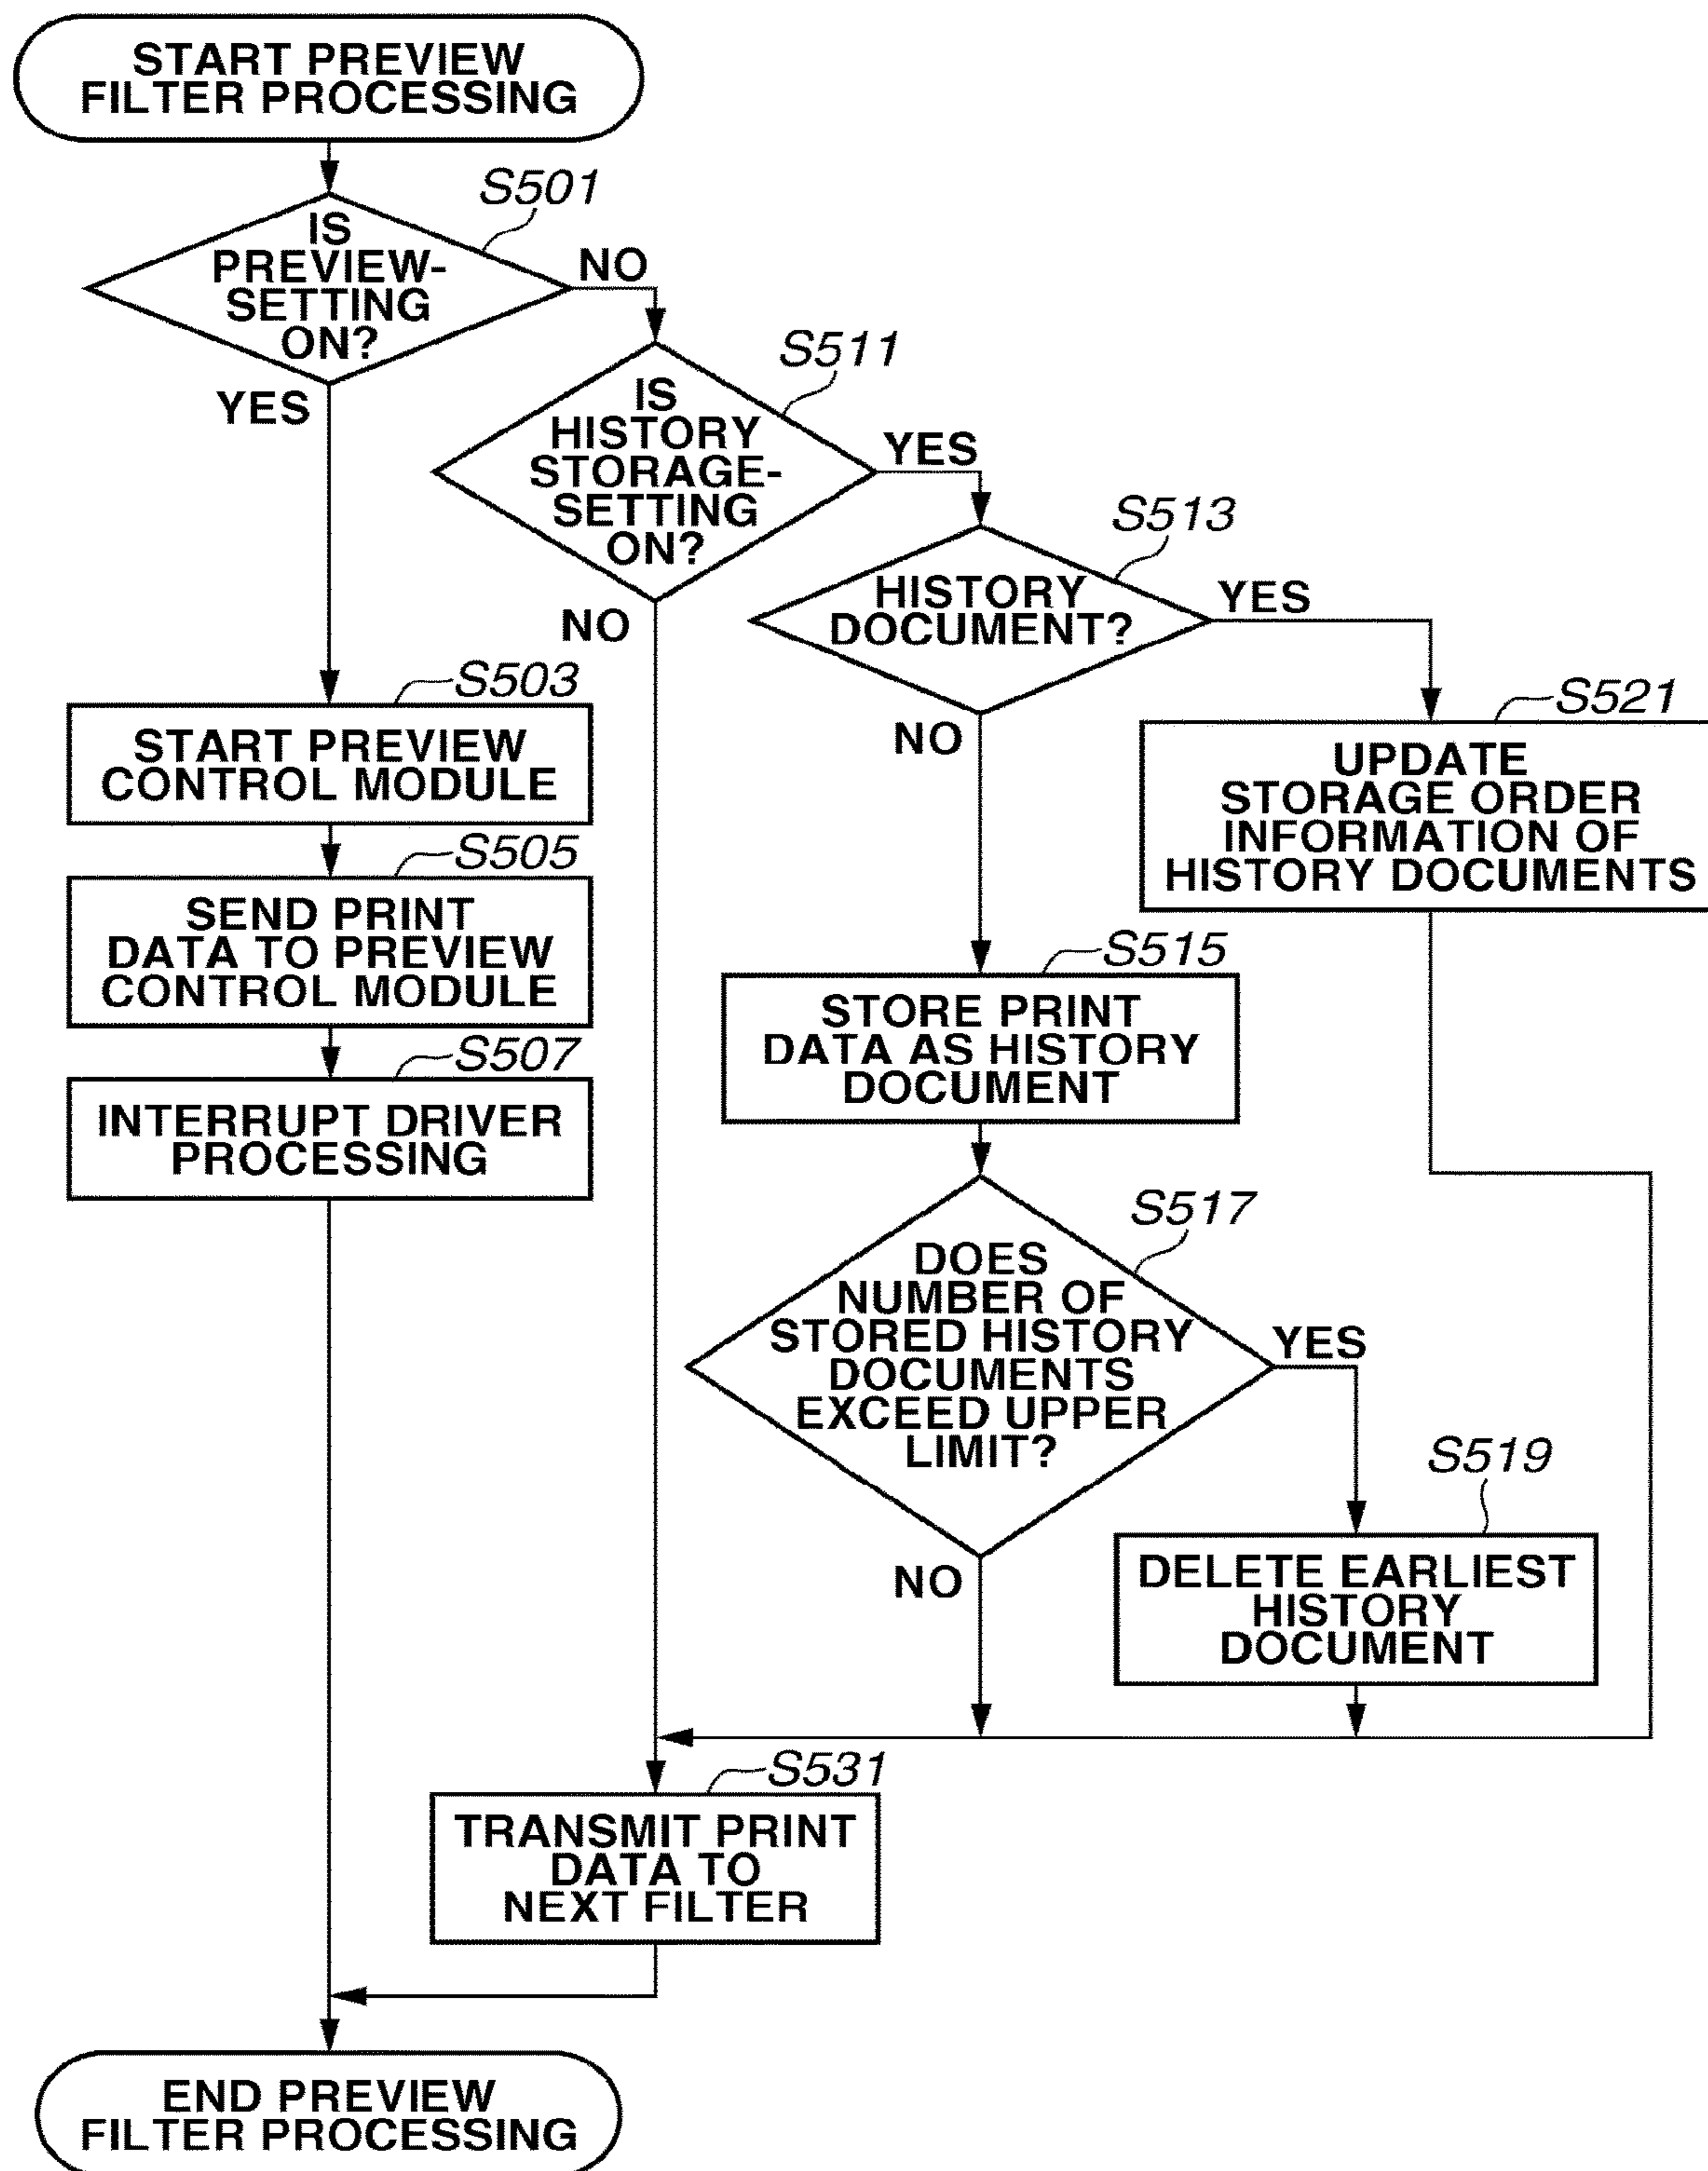 START PREVIEW
FILTER PROCESSING
S501
IS
PREVIEW-
SETTING
ON?
NO
YES
S511
IS
HISTORY
STORAGE-
SETTING
ON?
YES
NO
S513
HISTORY
DOCUMENT?
YES
NO
S503
START PREVIEW
CONTROL MODULE
S521
UPDATE
STORAGE ORDER
INFORMATION OF
HISTORY DOCUMENTS
S505
SEND PRINT
DATA TO PREVIEW
CONTROL MODULE
S515
STORE PRINT
DATA AS HISTORY
DOCUMENT
S507
INTERRUPT DRIVER
PROCESSING
S517
DOES
NUMBER OF
STORED HISTORY
DOCUMENTS
EXCEED UPPER
LIMIT?
YES
NO
S519
DELETE EARLIEST
HISTORY
DOCUMENT
S531
TRANSMIT PRINT
DATA TO
NEXT FILTER
END PREVIEW
FILTER PROCESSING